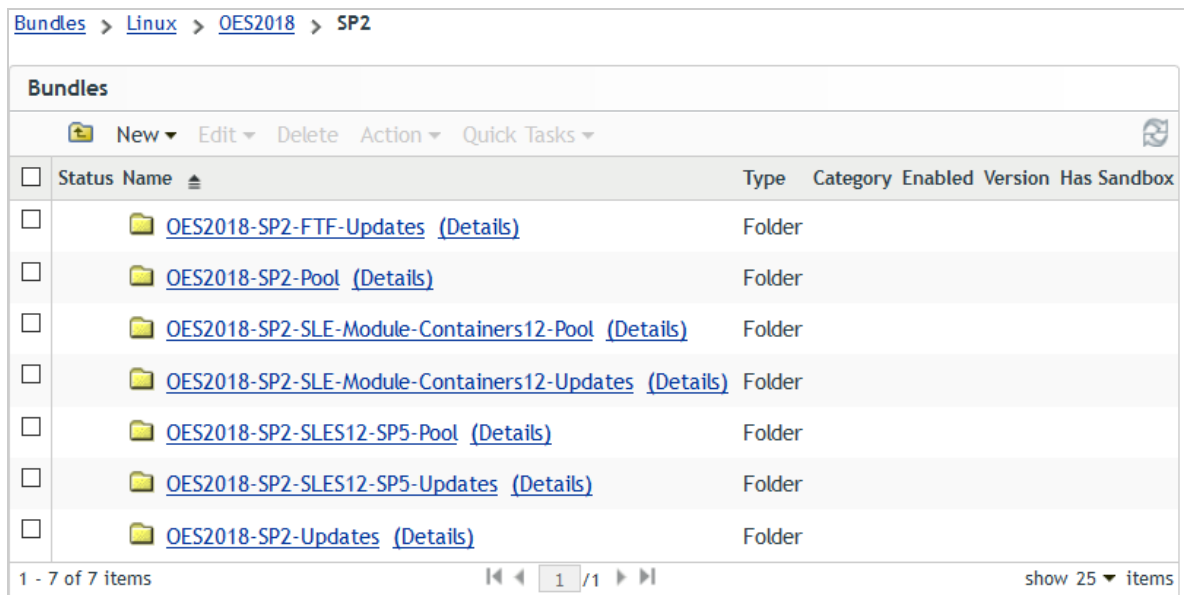 Bundles > Linux > OES2018 > SP2
Bundles
New Edit Delete Action Quick Tasks
Status Name Type Category Enabled Version Has Sandbox
OES2018-SP2-FTF-Updates (Details) Folder
OES2018-SP2-Pool (Details) Folder
OES2018-SP2-SLE-Module-Containers12-Pool (Details) Folder
OES2018-SP2-SLE-Module-Containers12-Updates (Details) Folder
OES2018-SP2-SLES12-SP5-Pool (Details) Folder
OES2018-SP2-SLES12-SP5-Updates (Details) Folder
OES2018-SP2-Updates (Details) Folder
1 - 7 of 7 items 1 /1 show 25 items